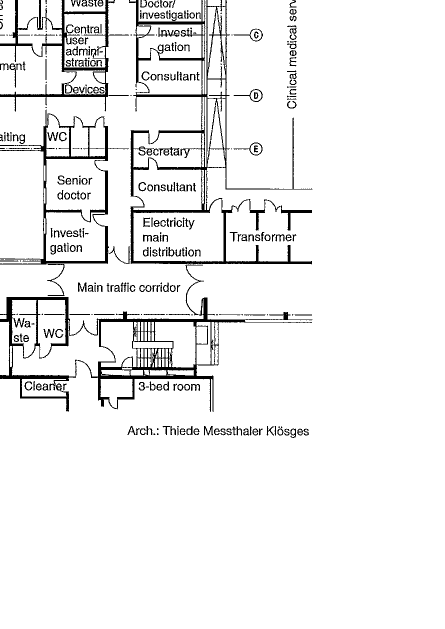 Waste
Doctor/
investigation
Central
user
admini-
stration
Investi-
gation
C
ment
Consultant
Devices
D
Clinical medical serv
aiting
WC
Secretary
E
Senior
doctor
Consultant
Investi-
gation
Electricity
main
distribution
Transformer
Main traffic corridor
Wa-
ste
WC
Cleaner
3-bed room
Arch.: Thiede Messthaler Klösges